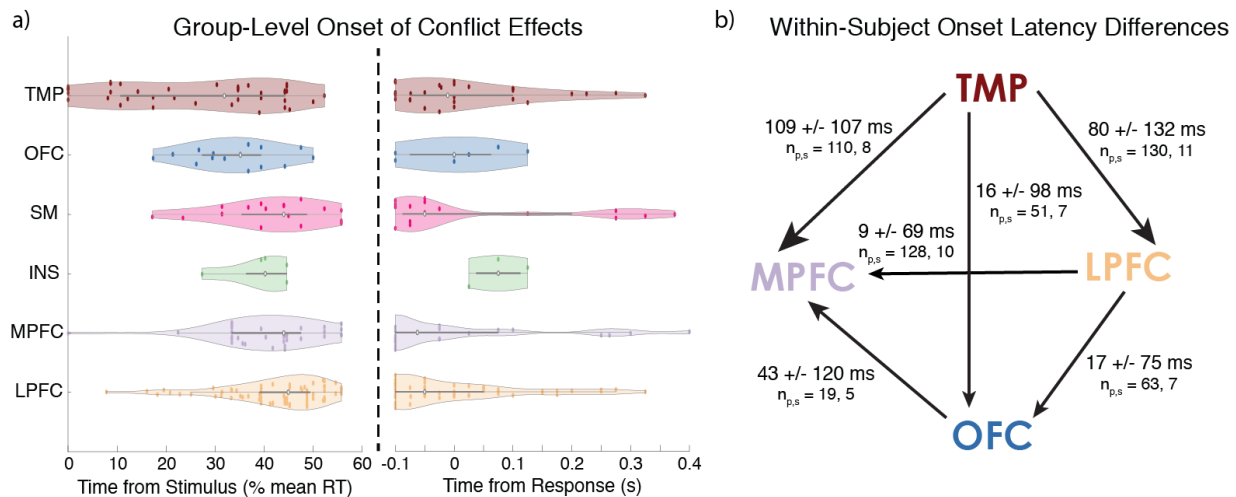 a)
Group-Level Onset of Conflict Effects
TMP
OFC
SM
INS
MPFC
LPFC
0 10 20 30 40 50 60
Time from Stimulus (% mean RT)
-0.1 0 0.1 0.2 0.3 0.4
Time from Response (s)
b)
Within-Subject Onset Latency Differences
TMP
109 +/- 107 ms
n_p,s = 110, 8
80 +/- 132 ms
n_p,s = 130, 11
16 +/- 98 ms
n_p,s = 51, 7
9 +/- 69 ms
n_p,s = 128, 10
MPFC
LPFC
43 +/- 120 ms
n_p,s = 19, 5
17 +/- 75 ms
n_p,s = 63, 7
OFC